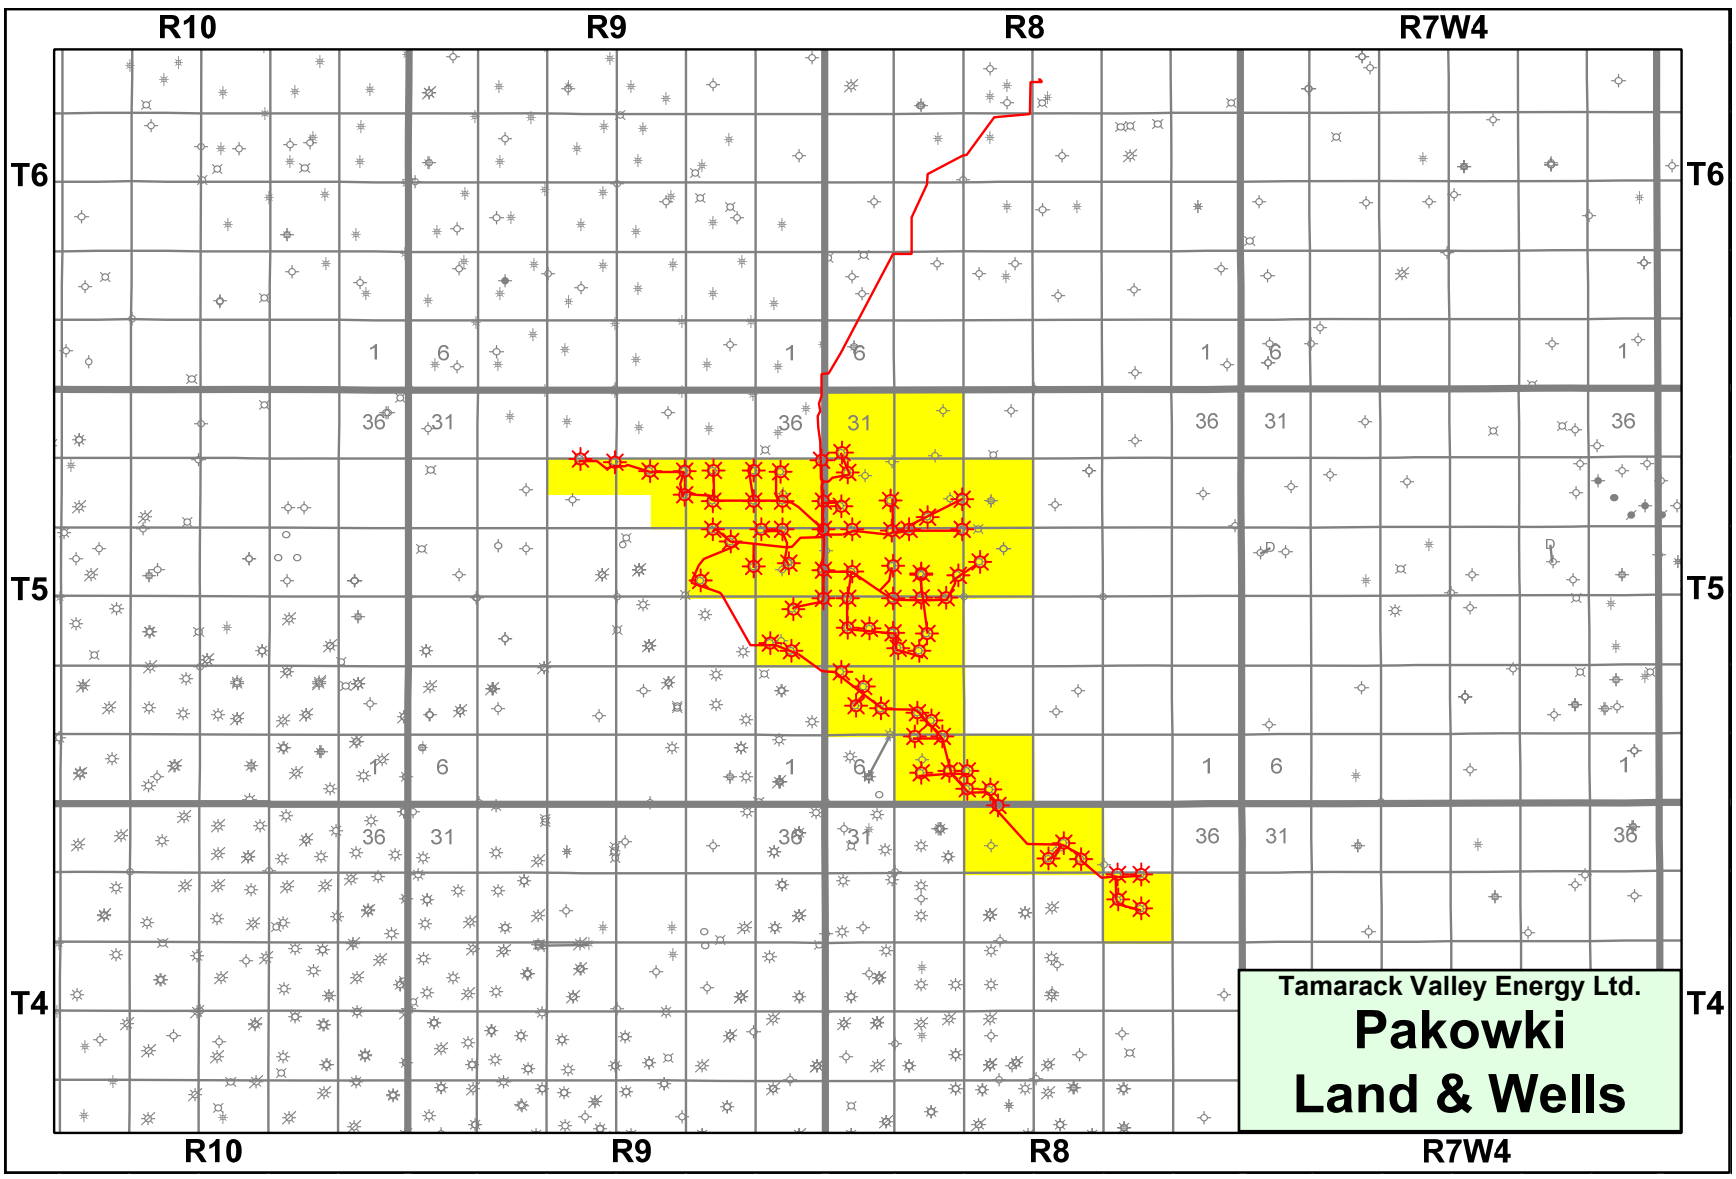 R10 R9 R8 R7W4
T6 T6
1 6 1 6 1 6 1
36 31 36 31 36 31 36
D D
T5 T5
1 6 1 6 1 6 1
36 31 36 31 36 31 36
T4 T4
Tamarack Valley Energy Ltd.
Pakowki
Land & Wells
R10 R9 R8 R7W4